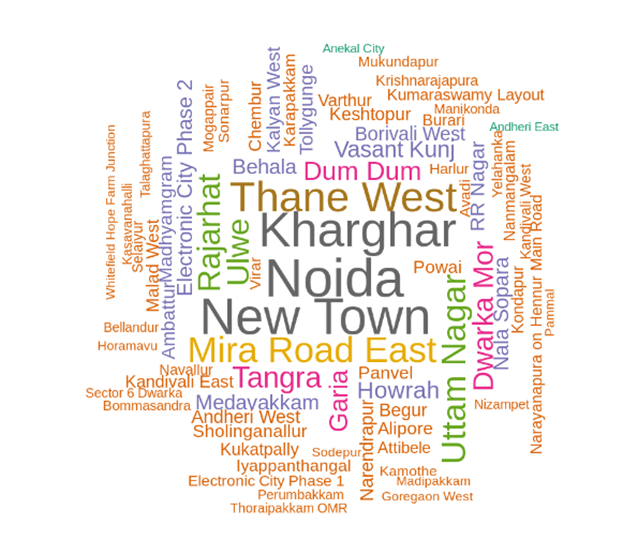 Anekal City
Mukundapur
Krishnarajapura
Kumaraswamy Layout
Manikonda
Varthur
Keshtopur
Burari
Andheri East
Borivali West
Vasant Kunj
Behala
Dum Dum
Harlur
Thane West
Kharghar
Noida
Powai
New Town
Mira Road East
Mogappair
Sonarpur
Chembur
Kalyan West
Karapakkam
Tollygunge
Electronic City Phase 2
Madhyamgram
Talaghattapura
Whitefield Hope Farm Junction
Kasavanahalli
Selaiyur
Malad West
Ambattur
Rajarhat
Ulwe
Virar
Avadi
RR Nagar
Yelahanka
Nanmangalam
Kandivali West
Narayanapura on Hennur Main Road
Kondapur
Pammal
Dwarka Mor
Nala Sopara
Uttam Nagar
Bellandur
Horamavu
Navallur
Kandivali East
Tangra
Garia
Panvel
Howrah
Sector 6 Dwarka
Bommasandra
Medavakkam
Begur
Nizampet
Andheri West
Alipore
Sholinganallur
Attibele
Kukatpally
Sodepur
Narendrapur
Iyappanthangal
Kamothe
Electronic City Phase 1
Madipakkam
Perumbakkam
Goregaon West
Thoraipakkam OMR